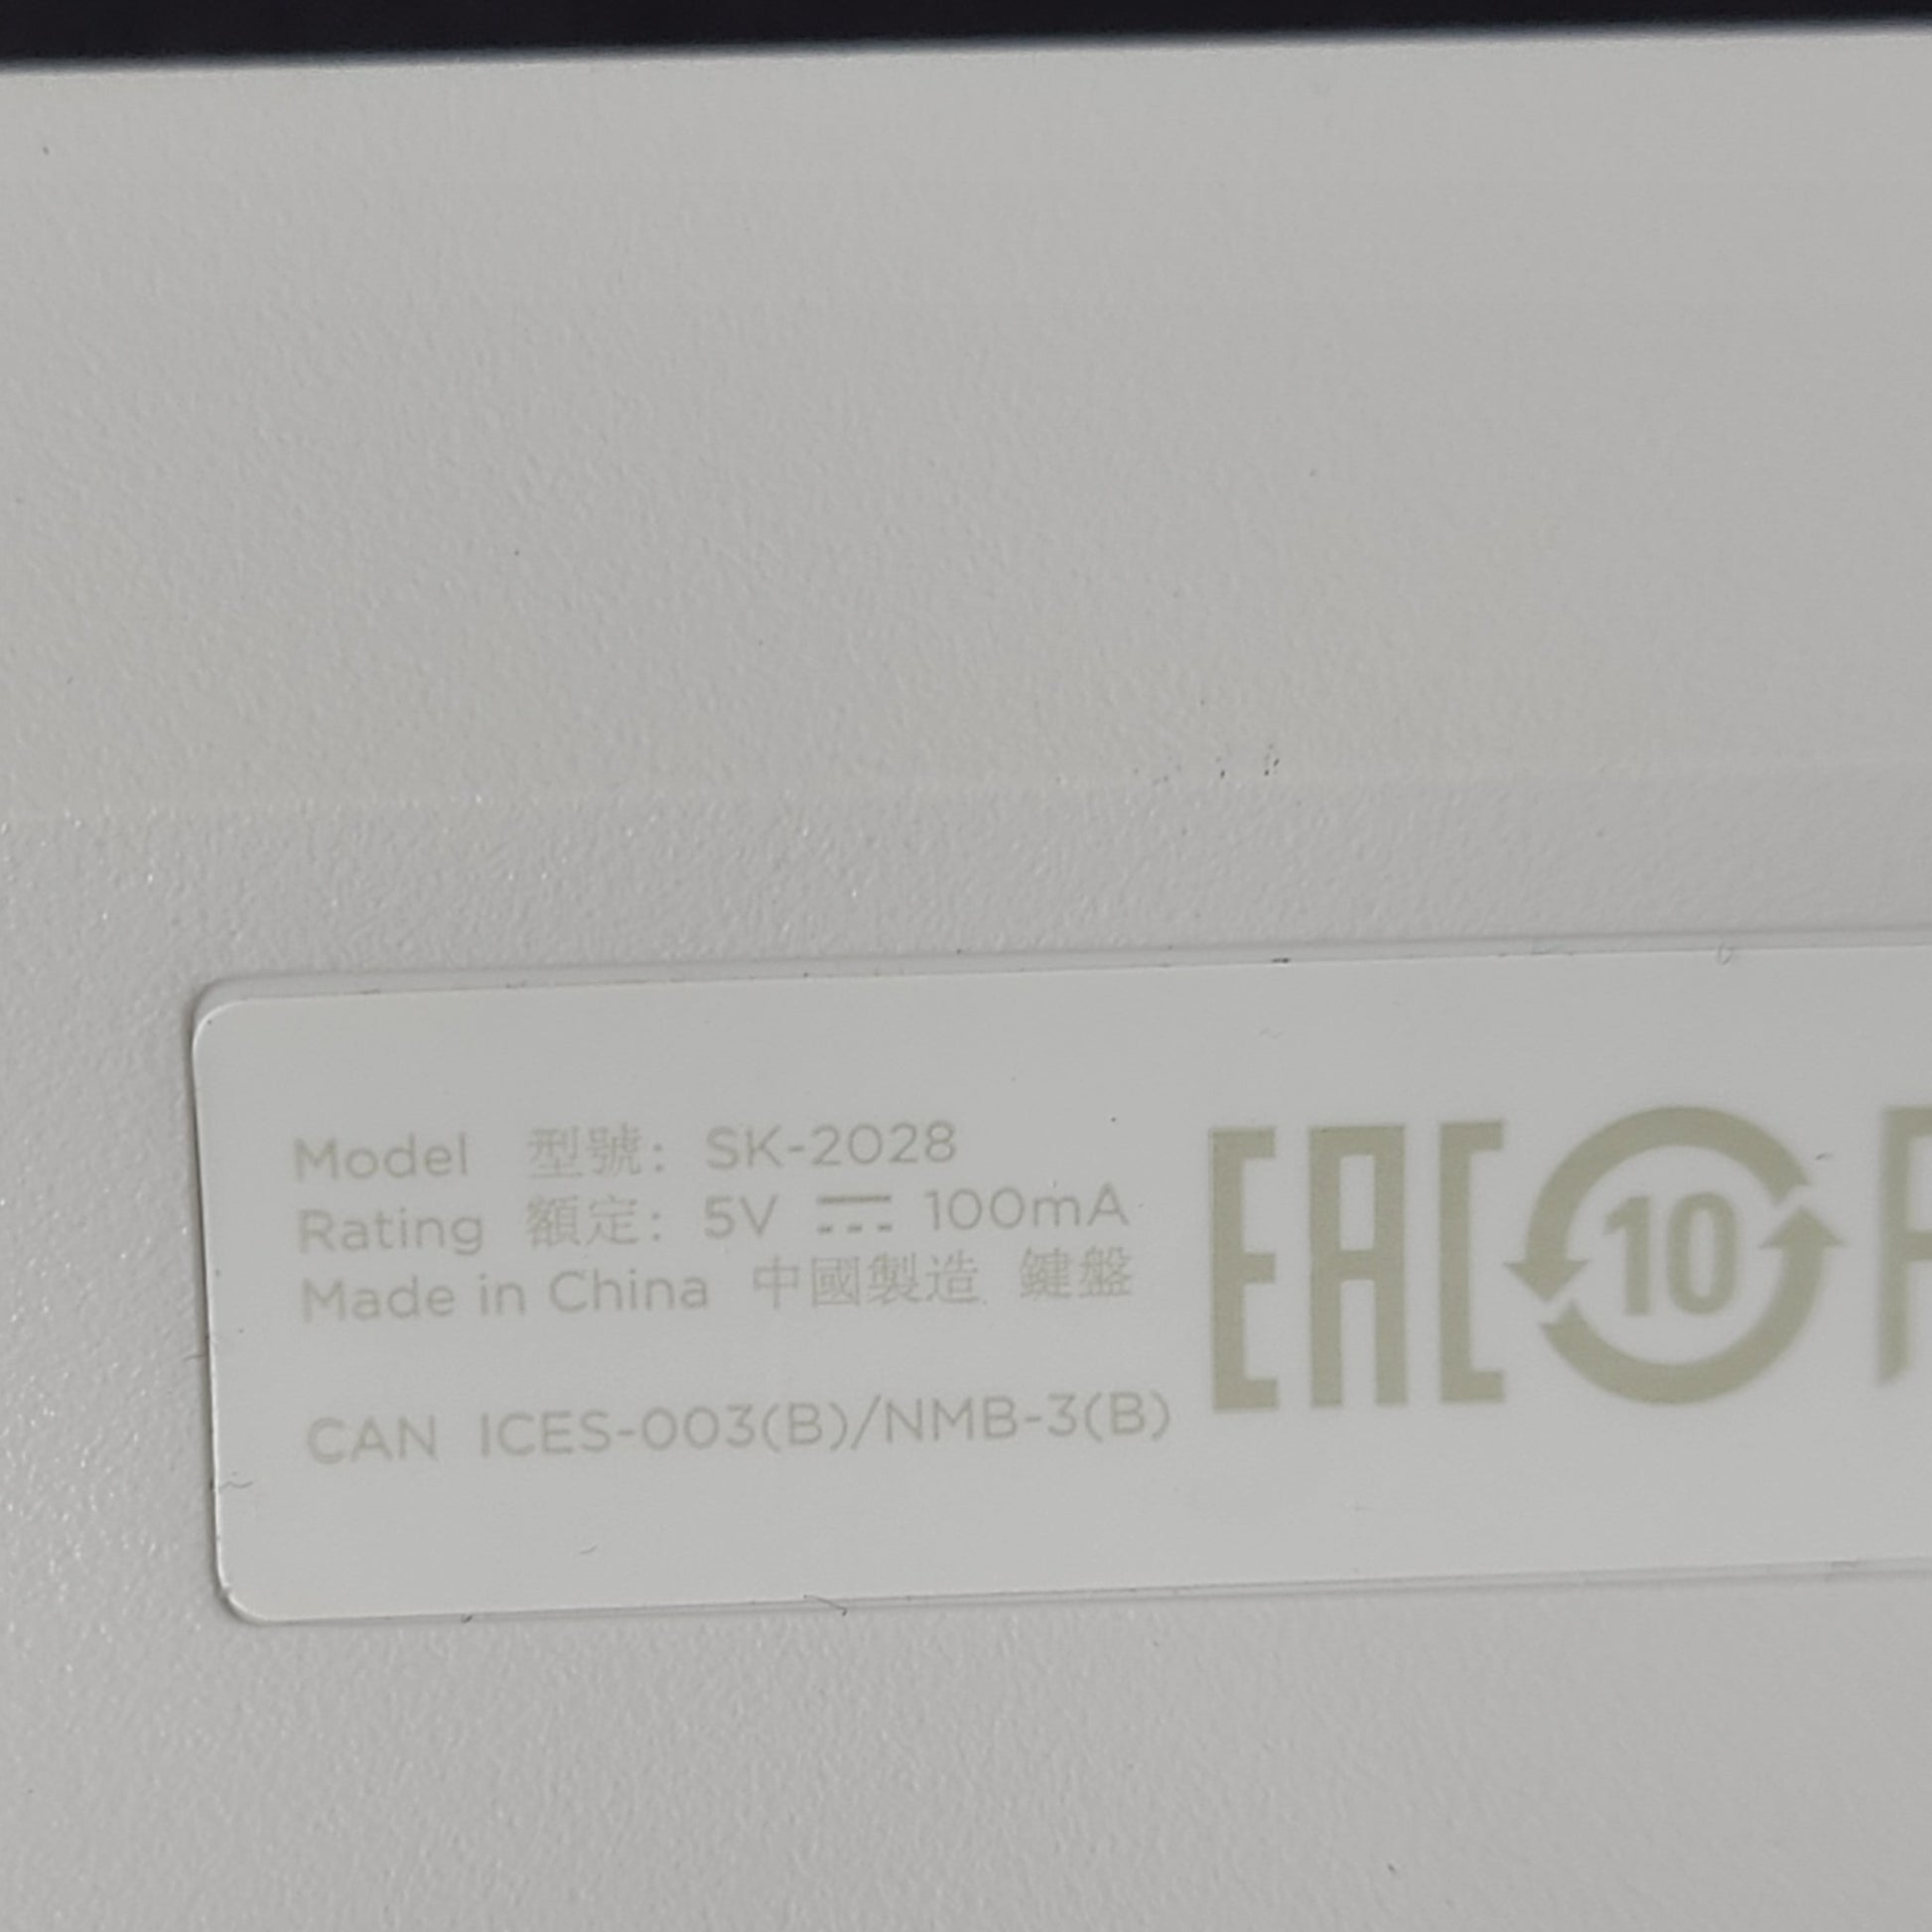 Model 型號: SK-2028
Rating 額定: 5V ⎓ 100mA
Made in China 中國製造 鍵盤
CAN ICES-003(B)/NMB-3(B)
EAC
10